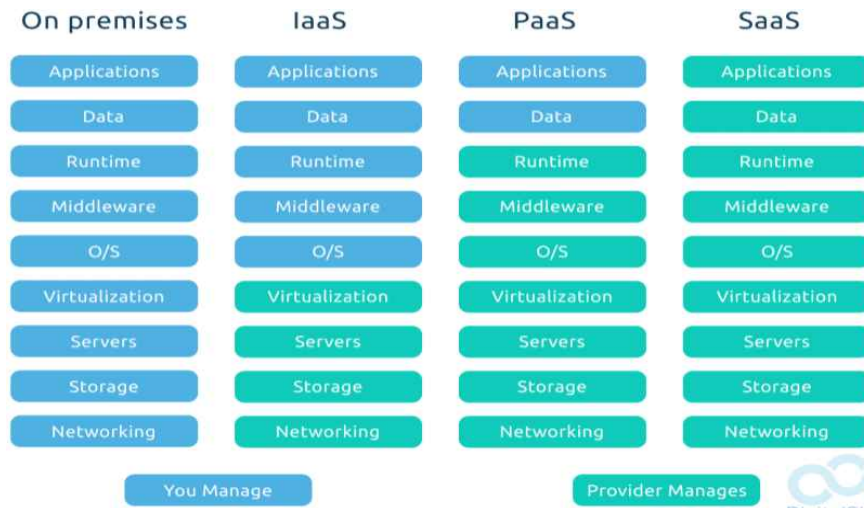 On premises IaaS PaaS SaaS
Applications Applications Applications Applications
Data Data Data Data
Runtime Runtime Runtime Runtime
Middleware Middleware Middleware Middleware
O/S O/S O/S O/S
Virtualization Virtualization Virtualization Virtualization
Servers Servers Servers Servers
Storage Storage Storage Storage
Networking Networking Networking Networking
You Manage Provider Manages